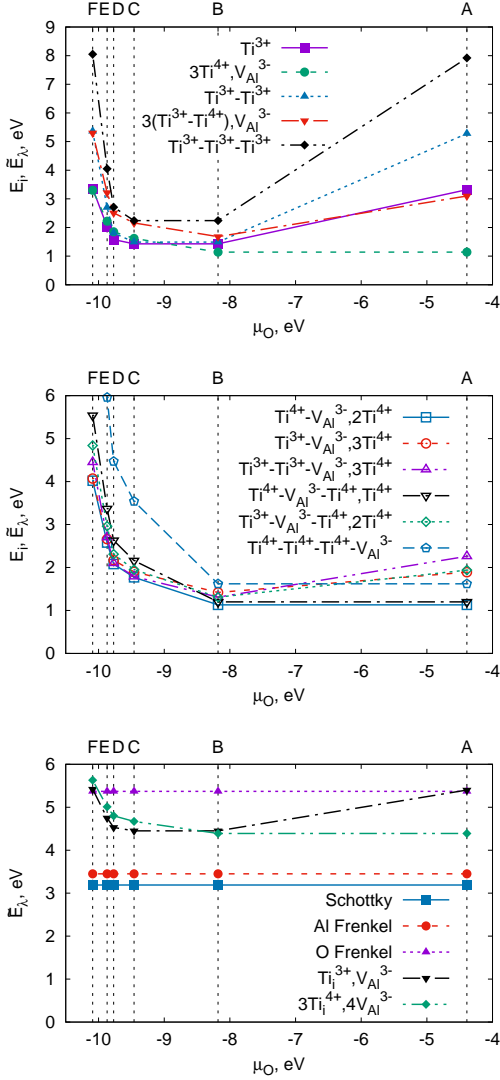 F E D C B A
9
8
7
6
5
4
3
2
1
0
E_i, Ẽ_λ, eV
Ti³⁺
3Ti⁴⁺,V_Al³⁻
Ti³⁺-Ti³⁺
3(Ti³⁺-Ti⁴⁺),V_Al³⁻
Ti³⁺-Ti³⁺-Ti³⁺
-10 -9 -8 -7 -6 -5 -4
μ_O, eV
F E D C B A
6
5
4
3
2
1
0
E_i, Ẽ_λ, eV
Ti⁴⁺-V_Al³⁻,2Ti⁴⁺
Ti³⁺-V_Al³⁻,3Ti⁴⁺
Ti³⁺-Ti³⁺-V_Al³⁻,3Ti⁴⁺
Ti⁴⁺-V_Al³⁻-Ti⁴⁺,Ti⁴⁺
Ti³⁺-V_Al³⁻-Ti⁴⁺,2Ti⁴⁺
Ti⁴⁺-Ti⁴⁺-Ti⁴⁺-V_Al³⁻
-10 -9 -8 -7 -6 -5 -4
μ_O, eV
F E D C B A
6
5
4
3
2
1
0
Ẽ_λ, eV
Schottky
Al Frenkel
O Frenkel
Ti_i³⁺,V_Al³⁻
3Ti_i⁴⁺,4V_Al³⁻
-10 -9 -8 -7 -6 -5 -4
μ_O, eV